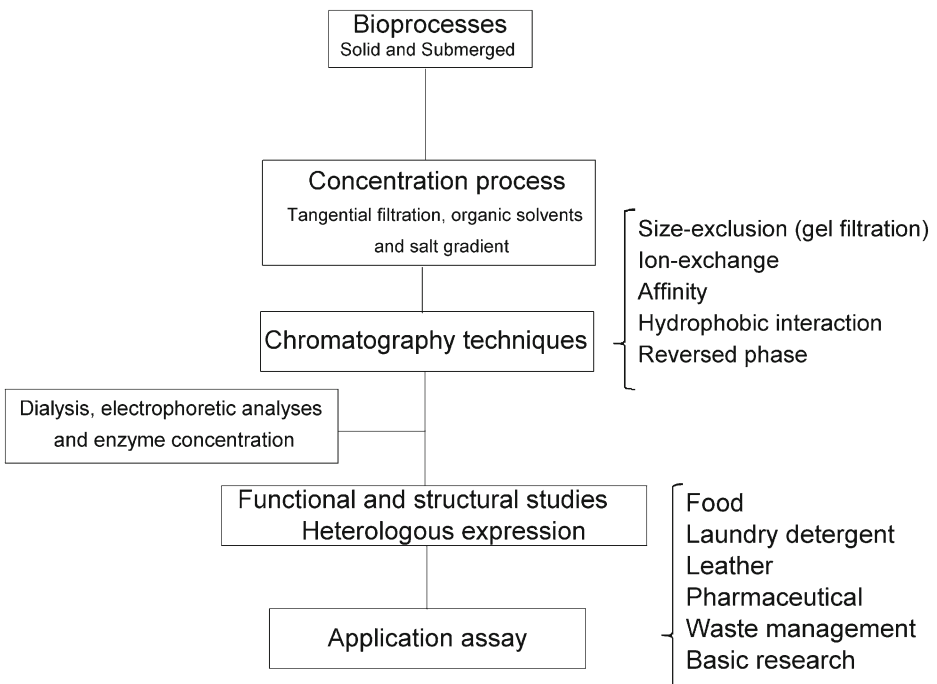 Bioprocesses
Solid and Submerged
Concentration process
Tangential filtration, organic solvents
and salt gradient
Size-exclusion (gel filtration)
Ion-exchange
Affinity
Hydrophobic interaction
Reversed phase
Chromatography techniques
Dialysis, electrophoretic analyses
and enzyme concentration
Functional and structural studies
Heterologous expression
Food
Laundry detergent
Leather
Pharmaceutical
Waste management
Basic research
Application assay